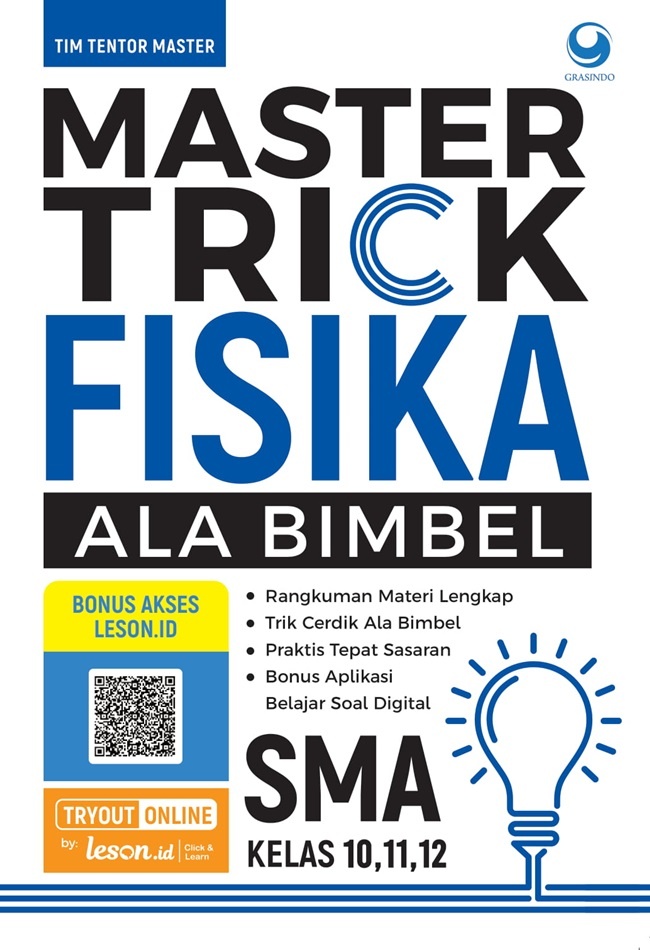 TIM TENTOR MASTER
GRASINDO
MASTER
TRICK
FISIKA
ALA BIMBEL
BONUS AKSES
LESON.ID
TRYOUT ONLINE
by: leson.id | Click &
Learn
• Rangkuman Materi Lengkap
• Trik Cerdik Ala Bimbel
• Praktis Tepat Sasaran
• Bonus Aplikasi
Belajar Soal Digital
SMA
KELAS 10,11,12